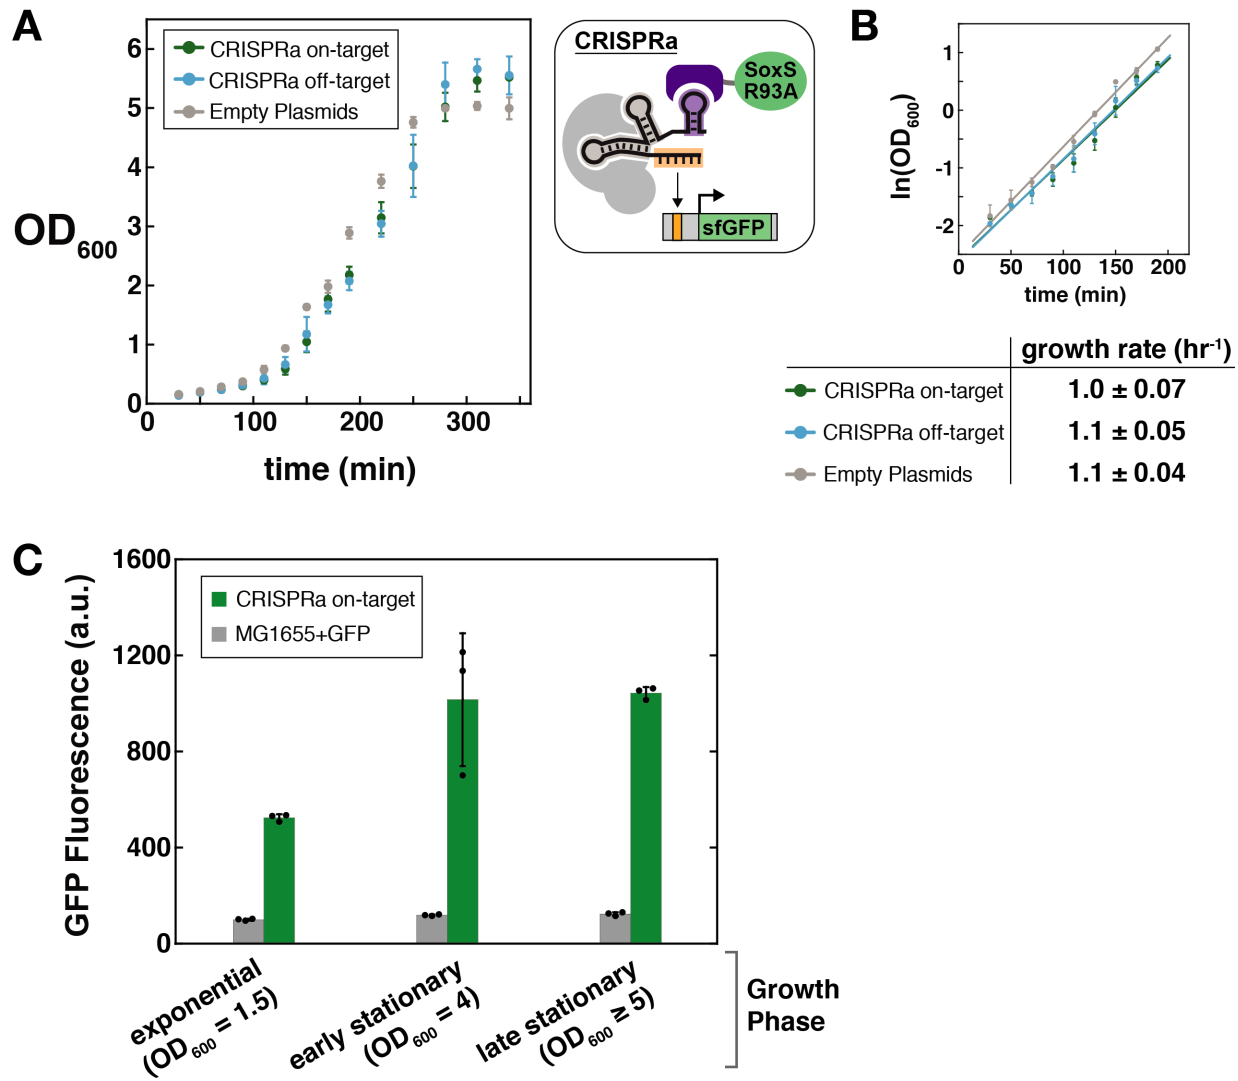 A
6
5
4
3
2
1
0
OD600
0 100 200 300
time (min)
CRISPRa on-target
CRISPRa off-target
Empty Plasmids
CRISPRa
SoxS
R93A
sfGFP
B
1
0
-1
-2
ln(OD600)
0 50 100 150 200
time (min)
growth rate (hr-1)
CRISPRa on-target 1.0 ± 0.07
CRISPRa off-target 1.1 ± 0.05
Empty Plasmids 1.1 ± 0.04
C
1600
1200
800
400
0
GFP Fluorescence (a.u.)
CRISPRa on-target
MG1655+GFP
exponential
(OD600 = 1.5)
early stationary
(OD600 = 4)
late stationary
(OD600 ≥ 5)
Growth
Phase